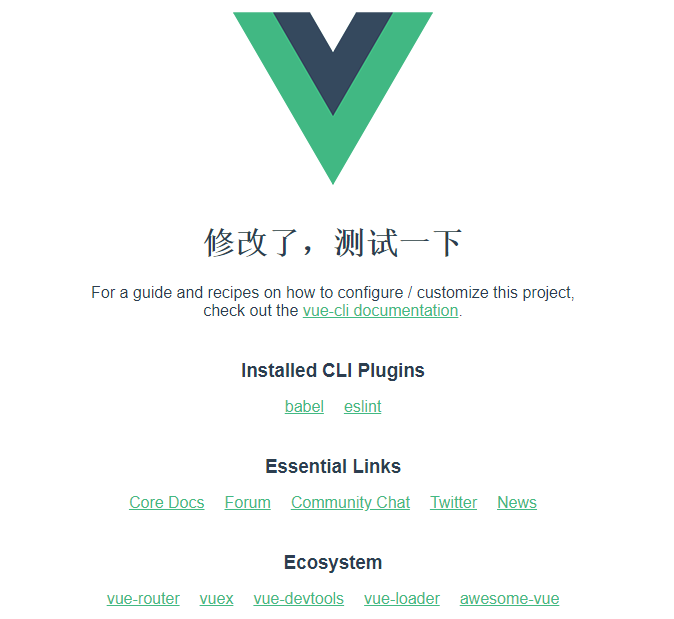 修改了，测试一下
For a guide and recipes on how to configure / customize this project,
check out the vue-cli documentation.
Installed CLI Plugins
babel eslint
Essential Links
Core Docs Forum Community Chat Twitter News
Ecosystem
vue-router vuex vue-devtools vue-loader awesome-vue